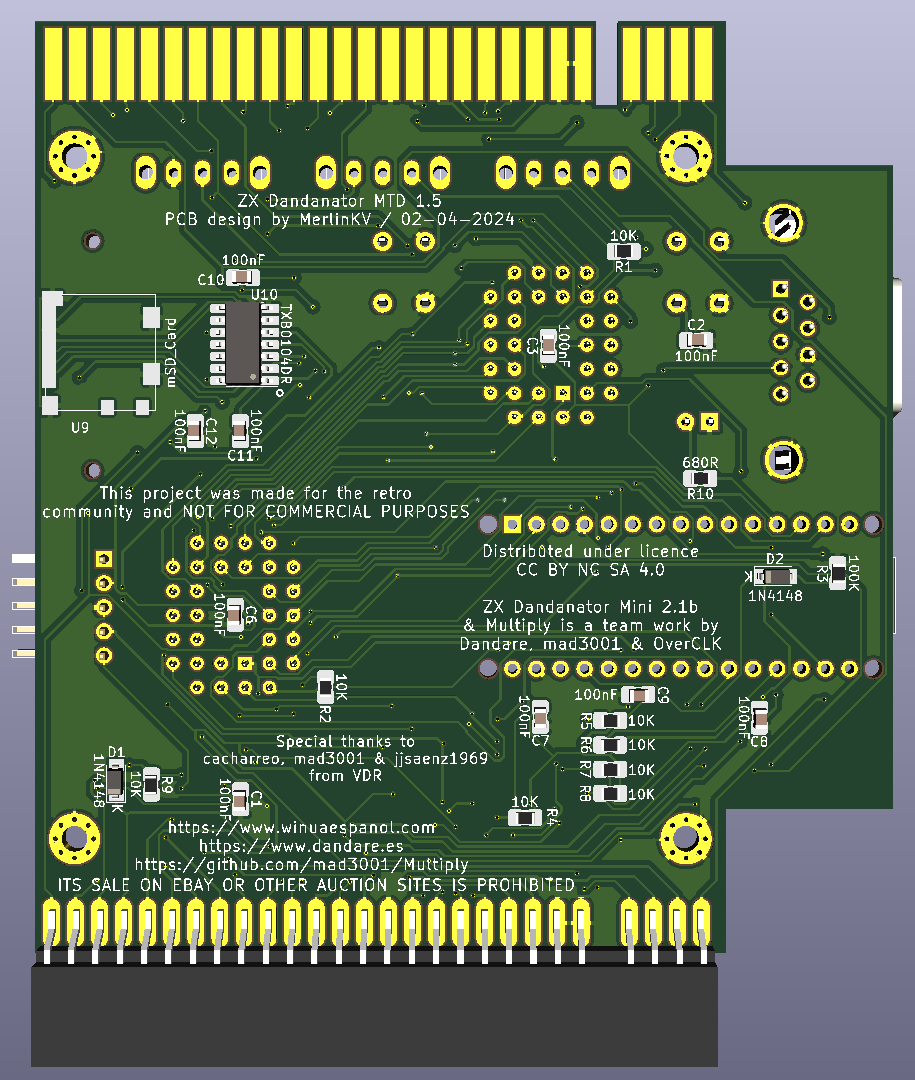 ZX Dandanator MTD 1.5
PCB design by MerlinKV / 02-04-2024
10K
R1
100nF
C10
U10
TXB0104DR
mSD_Card
U9
C3
100nF
C2
100nF
100nF
C12
100nF
C11
680R
R10
This project was made for the retro
community and NOT FOR COMMERCIAL PURPOSES
Distributed under licence
CC BY NC SA 4.0
D2
K
1N4148
R3
100K
ZX Dandanator Mini 2.1b
& Multiply is a team work by
Dandare, mad3001 & OverCLK
100nF
C6
10K
R2
100nF
C9
100nF
C7
R5 10K
R6 10K
R7 10K
R8 10K
100nF
C8
Special thanks to
cacharreo, mad3001 & jjsaenz1969
from VDR
D1
1N4148
K
10K
R9
100nF
C1
10K
R4
https://www.winuaespanol.com
https://www.dandare.es
https://github.com/mad3001/Multiply
ITS SALE ON EBAY OR OTHER AUCTION SITES IS PROHIBITED